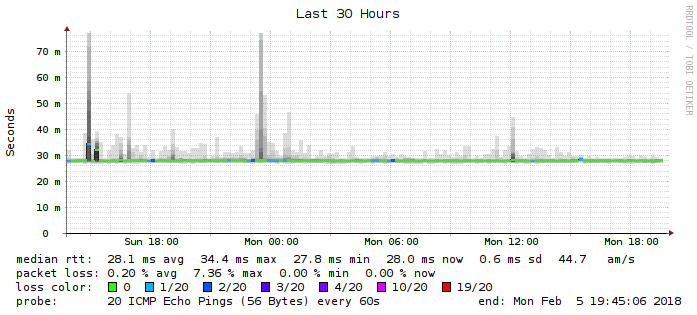 Last 30 Hours
RRDTOOL / TOBI OETIKER
Seconds
70 m
60 m
50 m
40 m
30 m
20 m
10 m
0
Sun 18:00 Mon 00:00 Mon 06:00 Mon 12:00 Mon 18:00
median rtt: 28.1 ms avg 34.4 ms max 27.8 ms min 28.0 ms now 0.6 ms sd 44.7 am/s
packet loss: 0.20 % avg 7.36 % max 0.00 % min 0.00 % now
loss color: 0 1/20 2/20 3/20 4/20 10/20 19/20
probe: 20 ICMP Echo Pings (56 Bytes) every 60s end: Mon Feb 5 19:45:06 2018